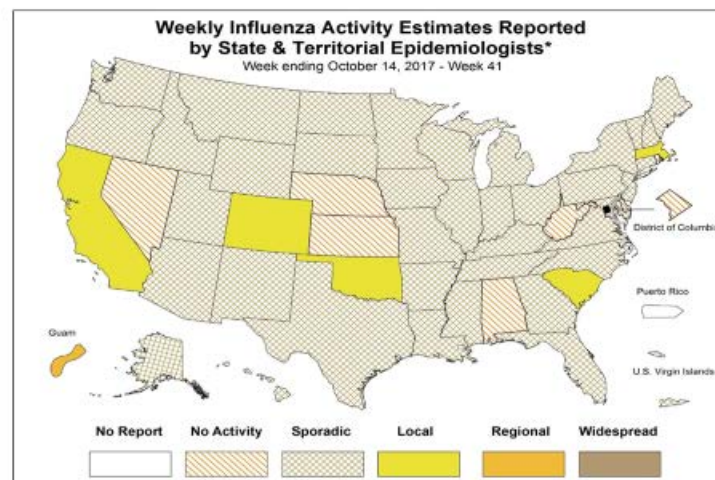 Weekly Influenza Activity Estimates Reported
by State & Territorial Epidemiologists*
Week ending October 14, 2017 - Week 41
District of Columbia
Puerto Rico
Guam
U.S. Virgin Islands
No Report No Activity Sporadic Local Regional Widespread